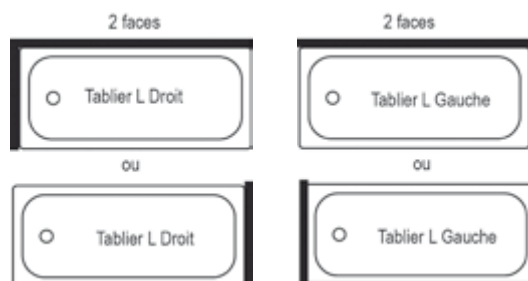 2 faces
2 faces
Tablier L Droit
Tablier L Gauche
ou
ou
Tablier L Droit
Tablier L Gauche